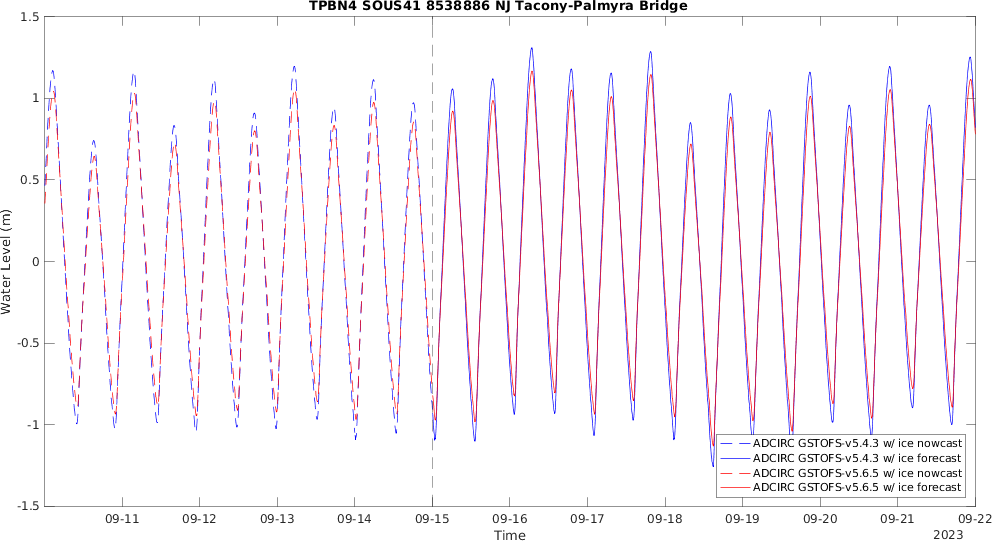 TPBN4 SOUS41 8538886 NJ Tacony-Palmyra Bridge
1.5
1
0.5
0
-0.5
-1
-1.5
Water Level (m)
09-11 09-12 09-13 09-14 09-15 09-16 09-17 09-18 09-19 09-20 09-21 09-22
Time
2023
ADCIRC GSTOFS-v5.4.3 w/ ice nowcast
ADCIRC GSTOFS-v5.4.3 w/ ice forecast
ADCIRC GSTOFS-v5.6.5 w/ ice nowcast
ADCIRC GSTOFS-v5.6.5 w/ ice forecast